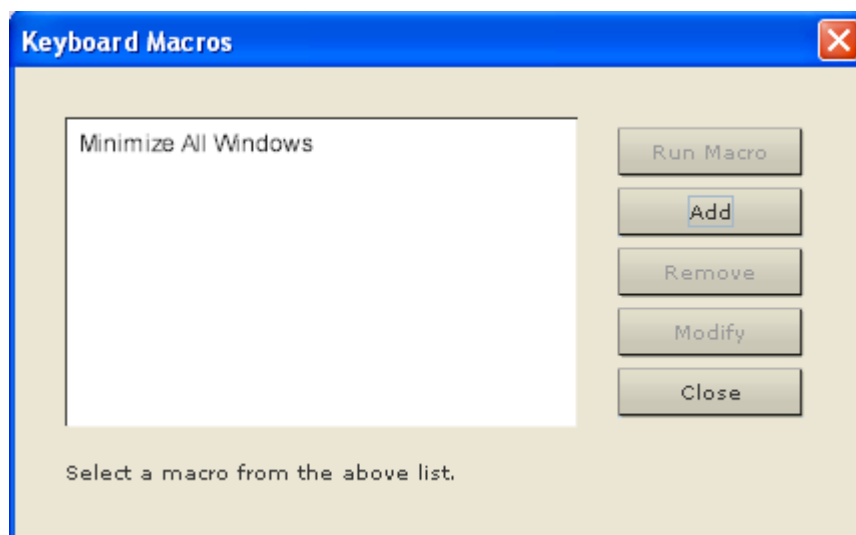 Keyboard Macros
Minimize All Windows
Run Macro
Add
Remove
Modify
Close
Select a macro from the above list.